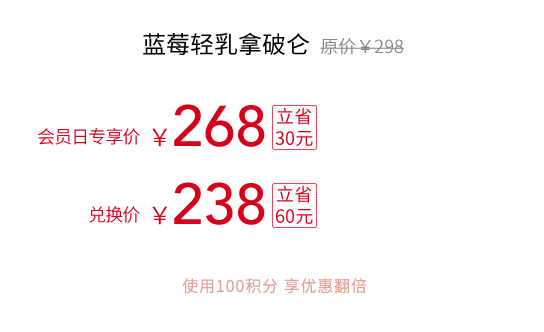 蓝莓轻乳拿破仑 原价￥298
会员日专享价 ￥268 立省30元
兑换价 ￥238 立省60元
使用100积分 享优惠翻倍